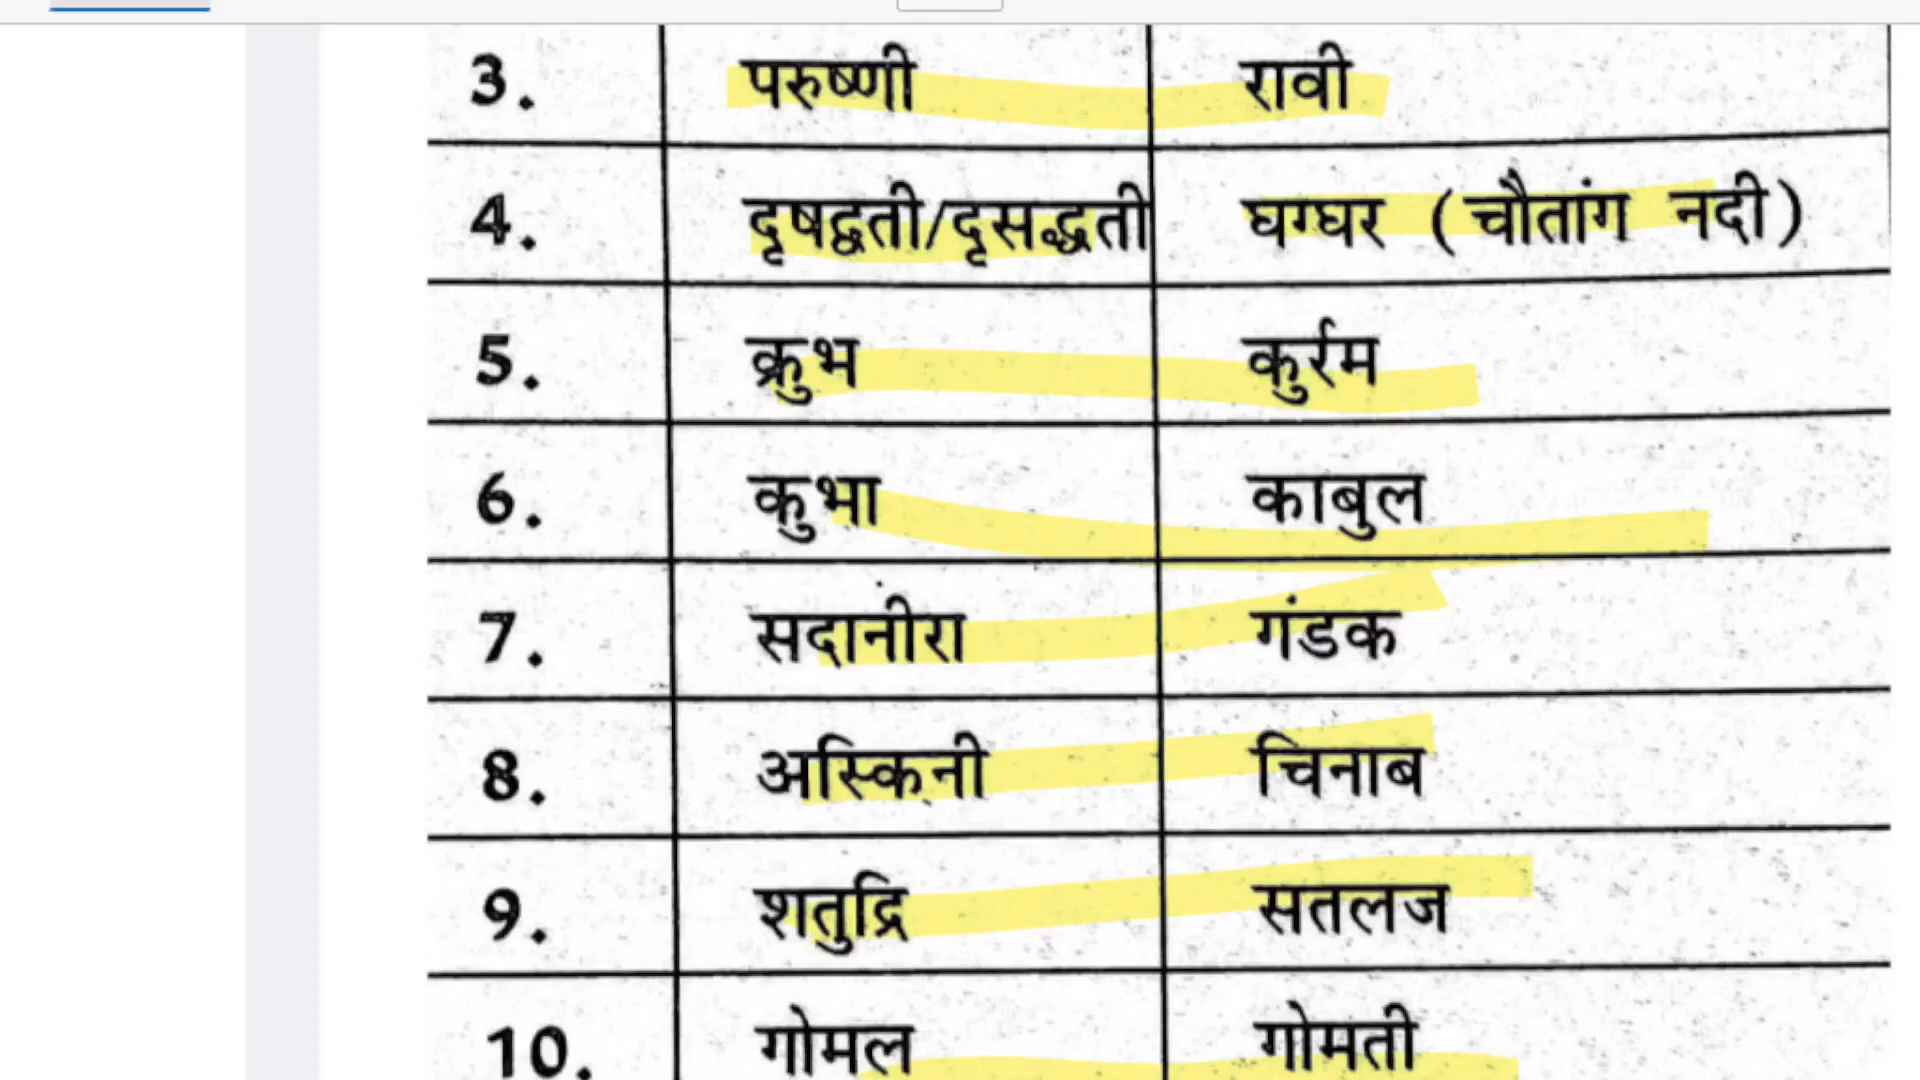 3. परुष्णी रावी
4. दृषद्वती/दृसद्धती घग्घर (चौतांग नदी)
5. क्रुभ कुर्रम
6. कुभा काबुल
7. सदानीरा गंडक
8. अस्किनी चिनाब
9. शतुद्रि सतलज
10. गोमल गोमती